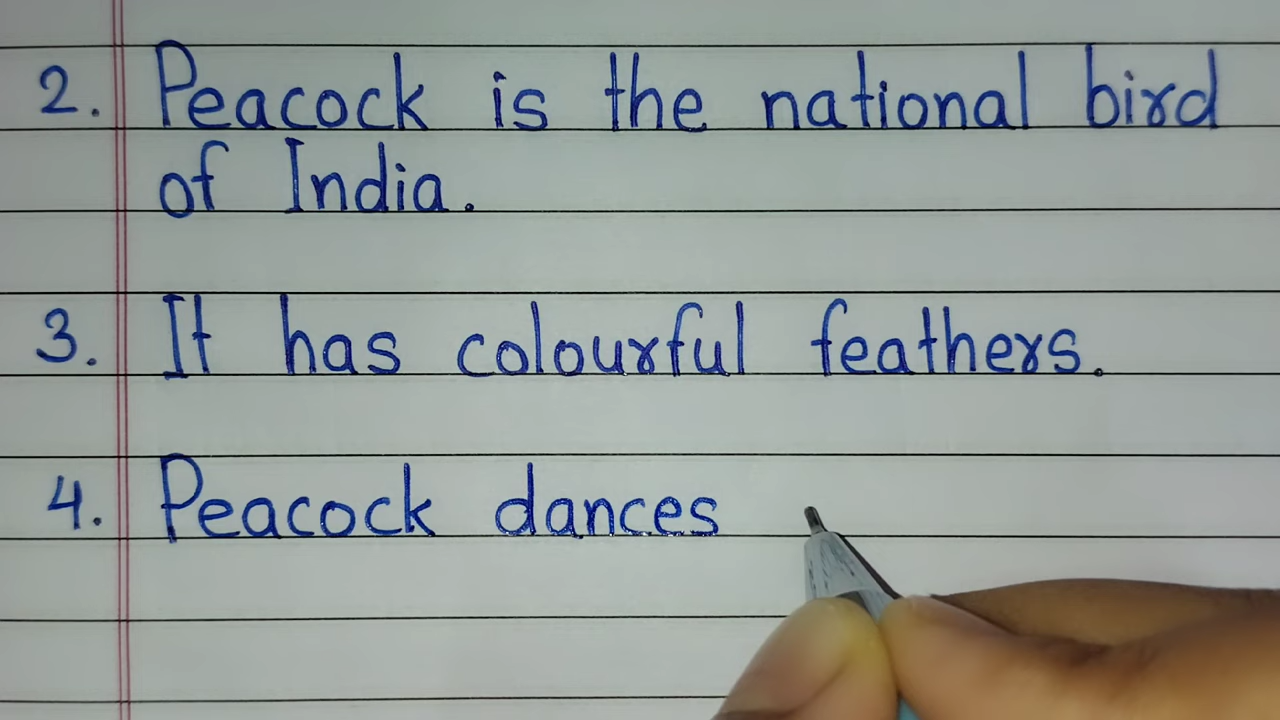 2. Peacock is the national bird
of India.
3. It has colourful feathers.
4. Peacock dances